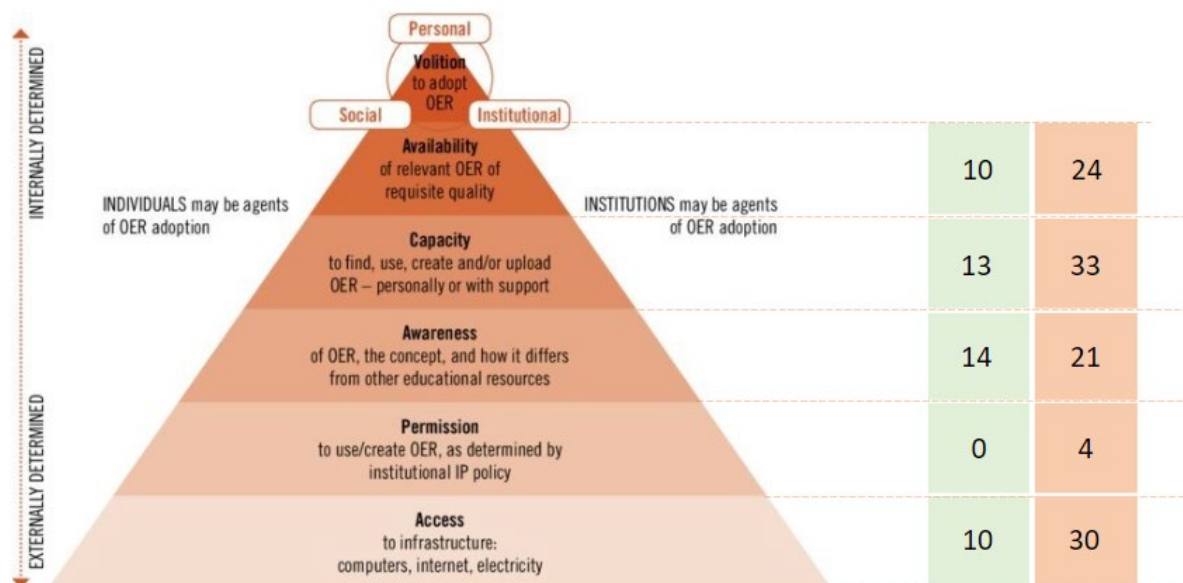 Personal
Volition
to adopt
OER
Social
Institutional
Availability
of relevant OER of
requisite quality
10
24
INDIVIDUALS may be agents
of OER adoption
INSTITUTIONS may be agents
of OER adoption
Capacity
to find, use, create and/or upload
OER – personally or with support
13
33
Awareness
of OER, the concept, and how it differs
from other educational resources
14
21
Permission
to use/create OER, as determined by
institutional IP policy
0
4
Access
to infrastructure:
computers, internet, electricity
10
30
INTERNALLY DETERMINED
EXTERNALLY DETERMINED